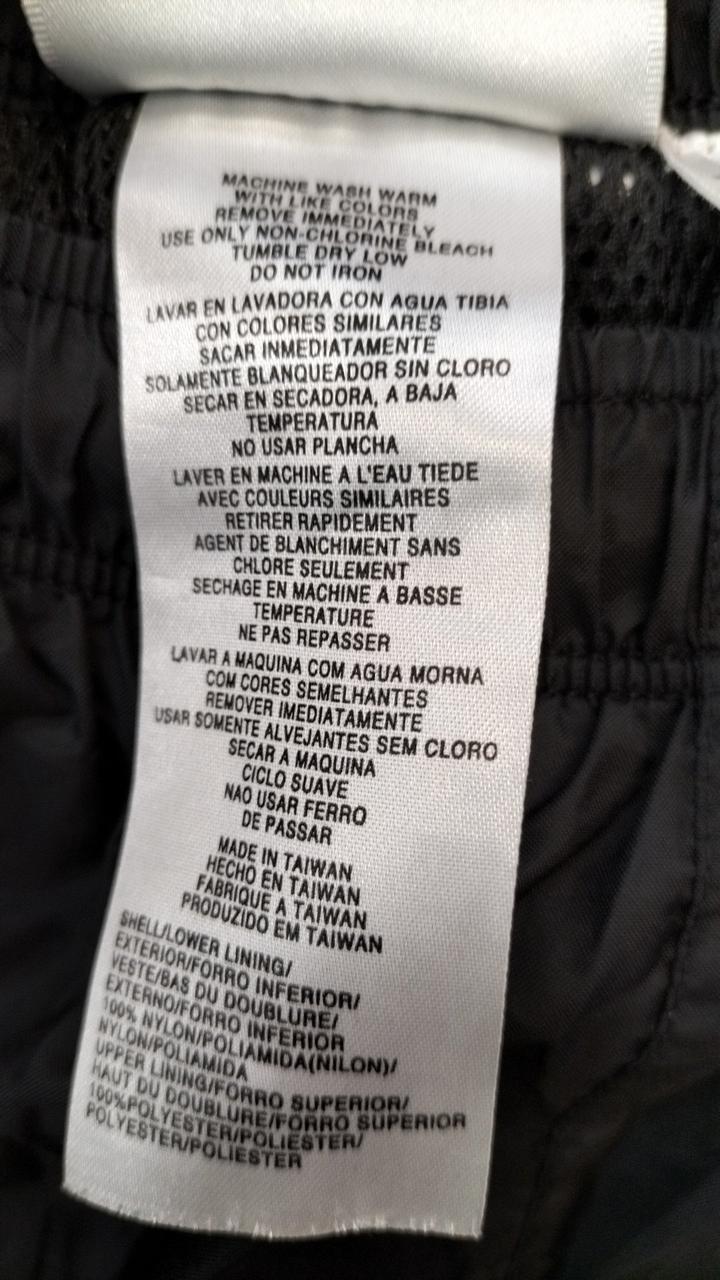 MACHINE WASH WARM
WITH LIKE COLORS
REMOVE IMMEDIATELY
USE ONLY NON-CHLORINE BLEACH
TUMBLE DRY LOW
DO NOT IRON
LAVAR EN LAVADORA CON AGUA TIBIA
CON COLORES SIMILARES
SACAR INMEDIATAMENTE
SOLAMENTE BLANQUEADOR SIN CLORO
SECAR EN SECADORA, A BAJA
TEMPERATURA
NO USAR PLANCHA
LAVER EN MACHINE A L'EAU TIEDE
AVEC COULEURS SIMILAIRES
RETIRER RAPIDEMENT
AGENT DE BLANCHIMENT SANS
CHLORE SEULEMENT
SECHAGE EN MACHINE A BASSE
TEMPERATURE
NE PAS REPASSER
LAVAR A MAQUINA COM AGUA MORNA
COM CORES SEMELHANTES
REMOVER IMEDIATAMENTE
USAR SOMENTE ALVEJANTES SEM CLORO
SECAR A MAQUINA
CICLO SUAVE
NAO USAR FERRO
DE PASSAR
MADE IN TAIWAN
HECHO EN TAIWAN
FABRIQUE A TAIWAN
PRODUZIDO EM TAIWAN
SHELL/LOWER LINING/
EXTERIOR/FORRO INFERIOR/
VESTE/BAS DU DOUBLURE/
EXTERNO/FORRO INFERIOR
100% NYLON/POLIAMIDA(NILON)/
NYLON/POLIAMIDA
UPPER LINING/FORRO SUPERIOR/
HAUT DU DOUBLURE/FORRO SUPERIOR
100%POLYESTER/POLIESTER/
POLYESTER/POLIESTER